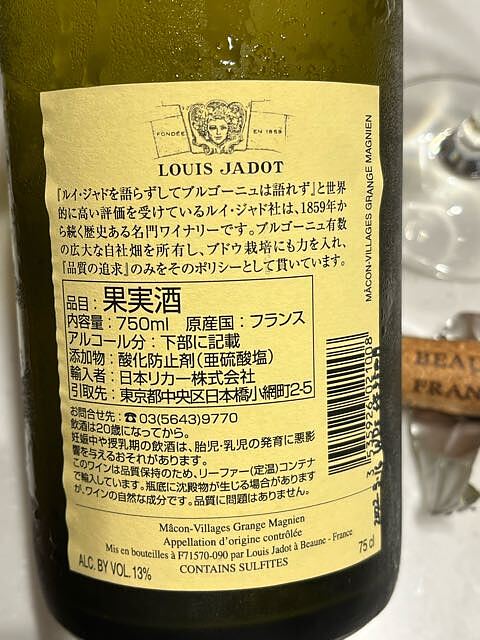 FONDÉE EN 1859
LOUIS JADOT
『ルイ・ジャドを語らずしてブルゴーニュは語れず』と世界
的に高い評価を受けているルイ・ジャド社は、1859年か
ら続く歴史ある名門ワイナリーです。ブルゴーニュ有数
の広大な自社畑を所有し、ブドウ栽培にも力を入れ、
『品質の追求』のみをそのポリシーとして貫いています。
品目：果実酒
内容量：750ml 原産国：フランス
アルコール分：下部に記載
添加物：酸化防止剤（亜硫酸塩）
輸入者：日本リカー株式会社
引取先：東京都中央区日本橋小網町2-5
お問合せ先：☎03(5643)9770
飲酒は20歳になってから。
妊娠中や授乳期の飲酒は、胎児・乳児の発育に悪影
響を与えるおそれがあります。
このワインは品質保持のため、リーファー（定温）コンテナ
で輸入しています。瓶底に沈殿物が生じる場合があります
が、ワインの自然な成分です。品質に問題はありません。
Mâcon-Villages Grange Magnien
Appellation d'origine contrôlée
Mis en bouteilles à F71570-090 par Louis Jadot à Beaune - France
ALC. BY VOL. 13%
CONTAINS SULFITES
75 cl
MÂCON-VILLAGES GRANGE MAGNIEN
BEAU
FRAN